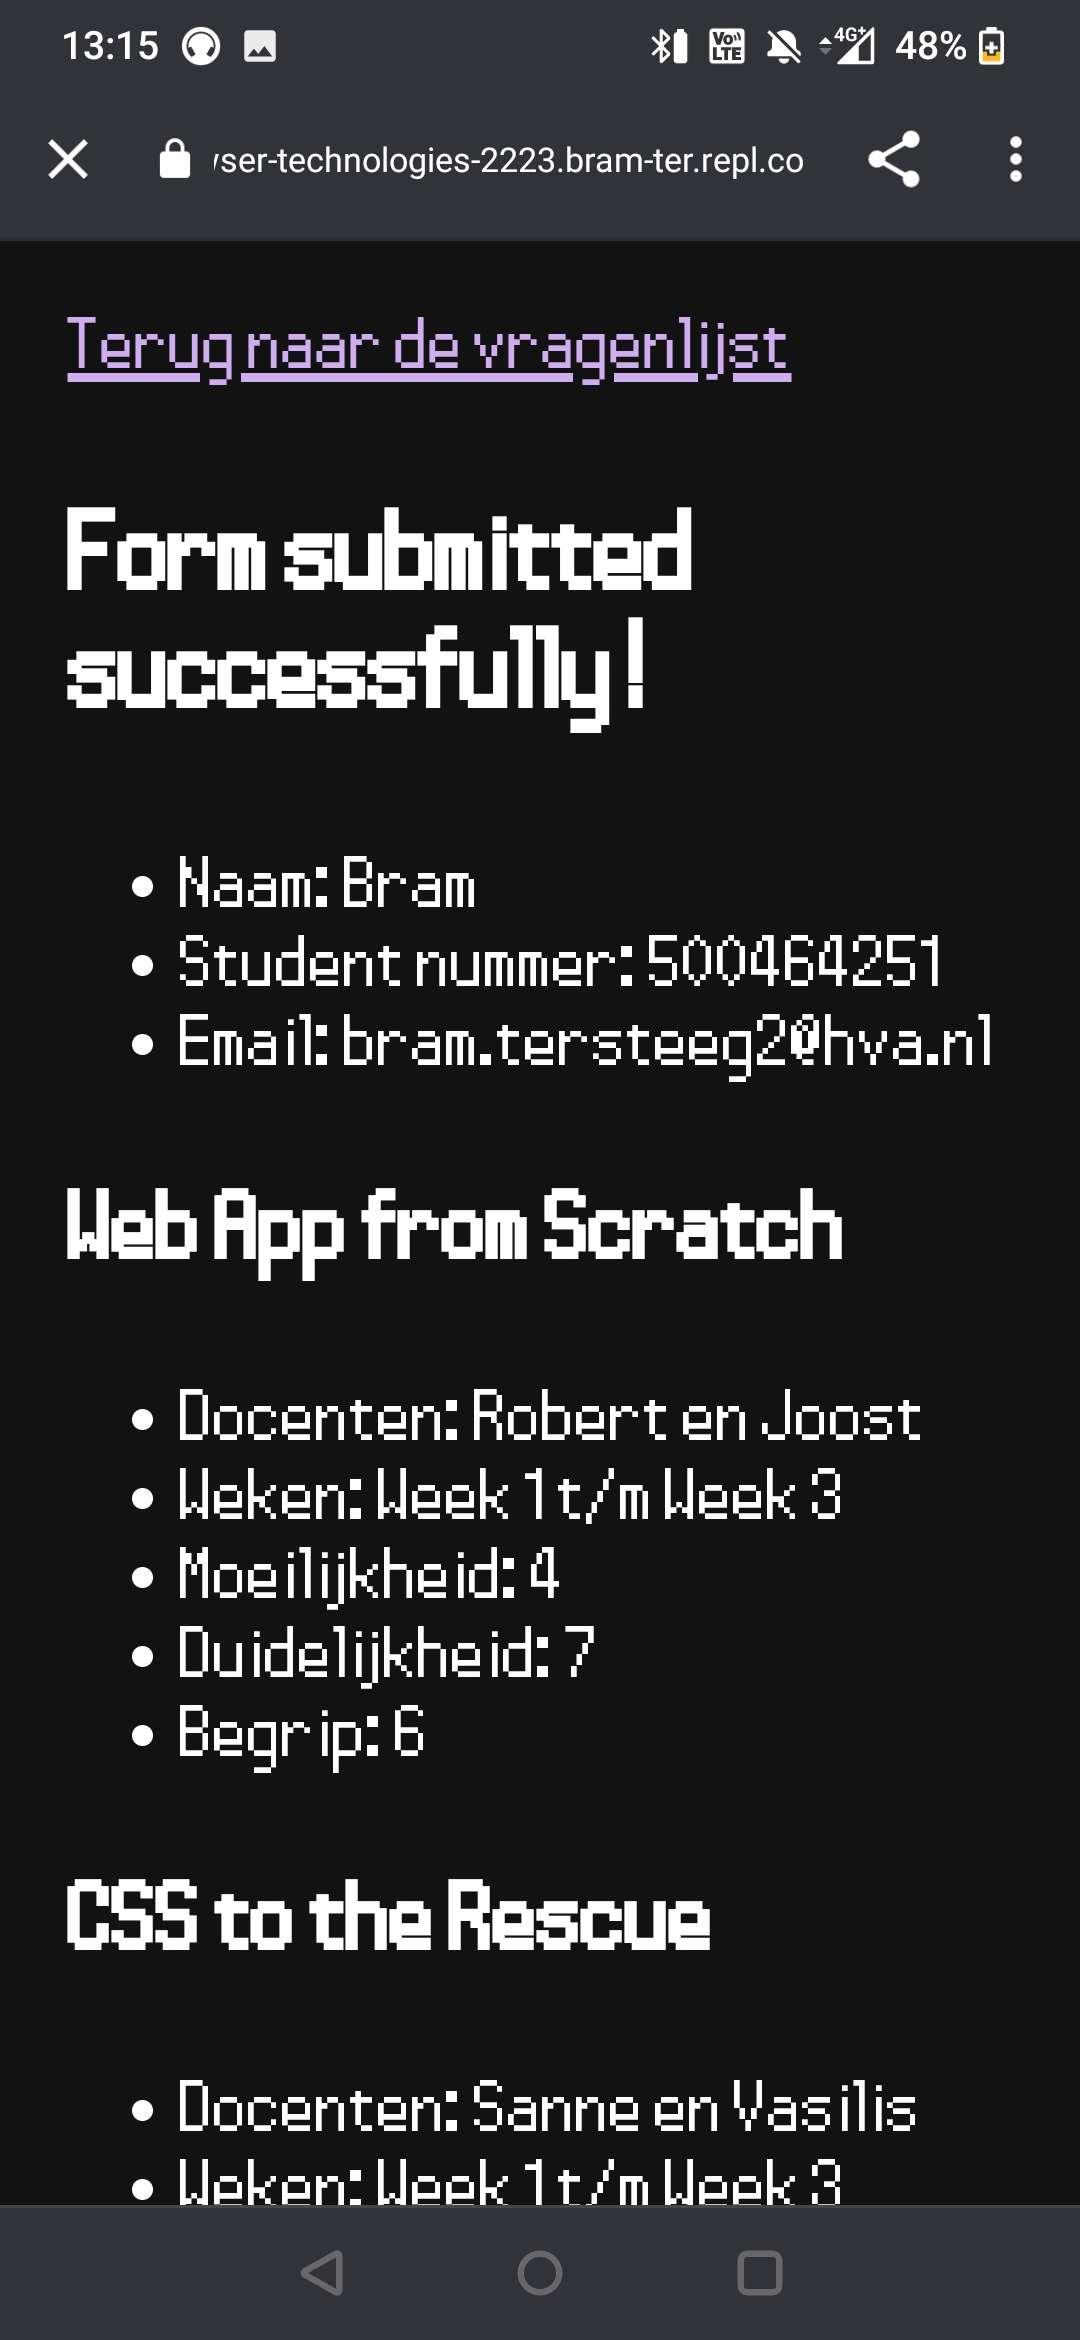 13:15 VoLTE 4G+ 48%
ser-technologies-2223.bram-ter.repl.co
Terug naar de vragenlijst
Form submitted
successfully!
• Naam: Bram
• Student nummer: 500464251
• Email: bram.tersteeg2@hva.nl
Web App from Scratch
• Docenten: Robert en Joost
• Weken: Week 1 t/m Week 3
• Moeilijkheid: 4
• Duidelijkheid: 7
• Begrip: 6
CSS to the Rescue
• Docenten: Sanne en Vasilis
• Weken: Week 1 t/m Week 3